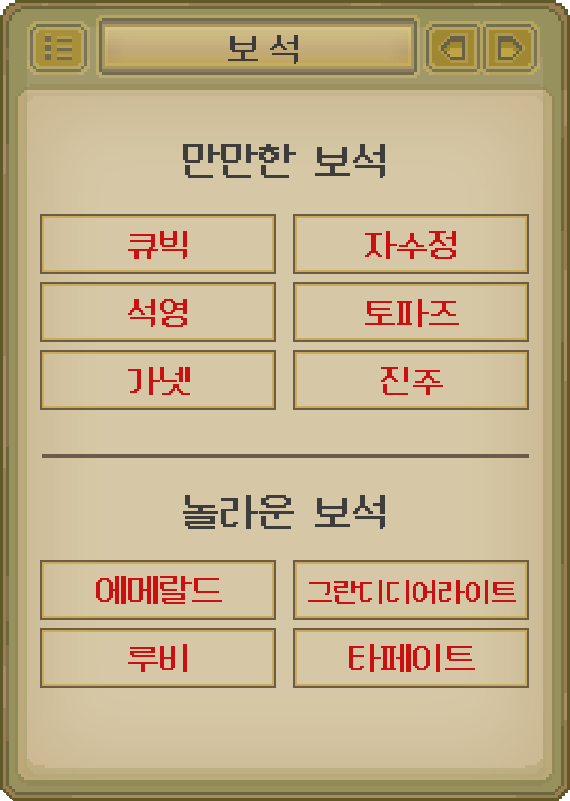 보석
만만한 보석
큐빅 자수정
석영 토파즈
가넷 진주
놀라운 보석
에메랄드 그란디디어라이트
루비 타페이트